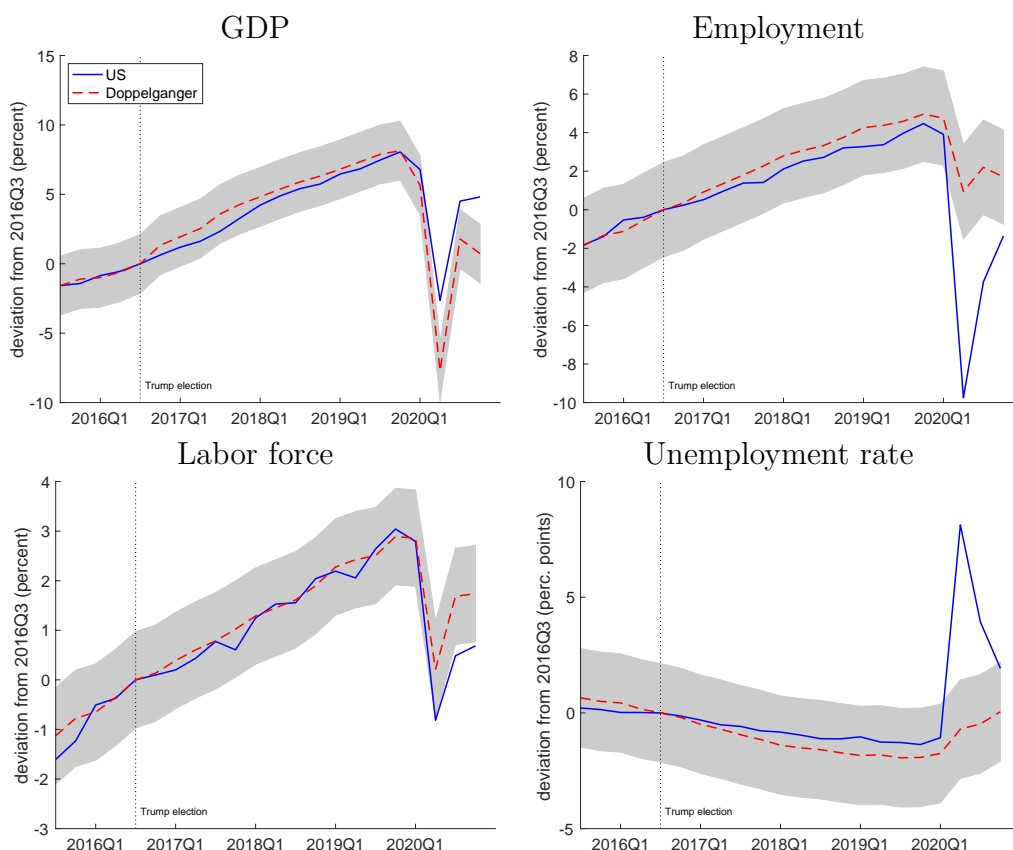 GDP
deviation from 2016Q3 (percent)
15
10
5
0
-5
-10
US
Doppelganger
Trump election
2016Q1 2017Q1 2018Q1 2019Q1 2020Q1
Employment
deviation from 2016Q3 (percent)
8
6
4
2
0
-2
-4
-6
-8
-10
Trump election
2016Q1 2017Q1 2018Q1 2019Q1 2020Q1
Labor force
deviation from 2016Q3 (percent)
4
3
2
1
0
-1
-2
-3
Trump election
2016Q1 2017Q1 2018Q1 2019Q1 2020Q1
Unemployment rate
deviation from 2016Q3 (perc. points)
10
5
0
-5
Trump election
2016Q1 2017Q1 2018Q1 2019Q1 2020Q1